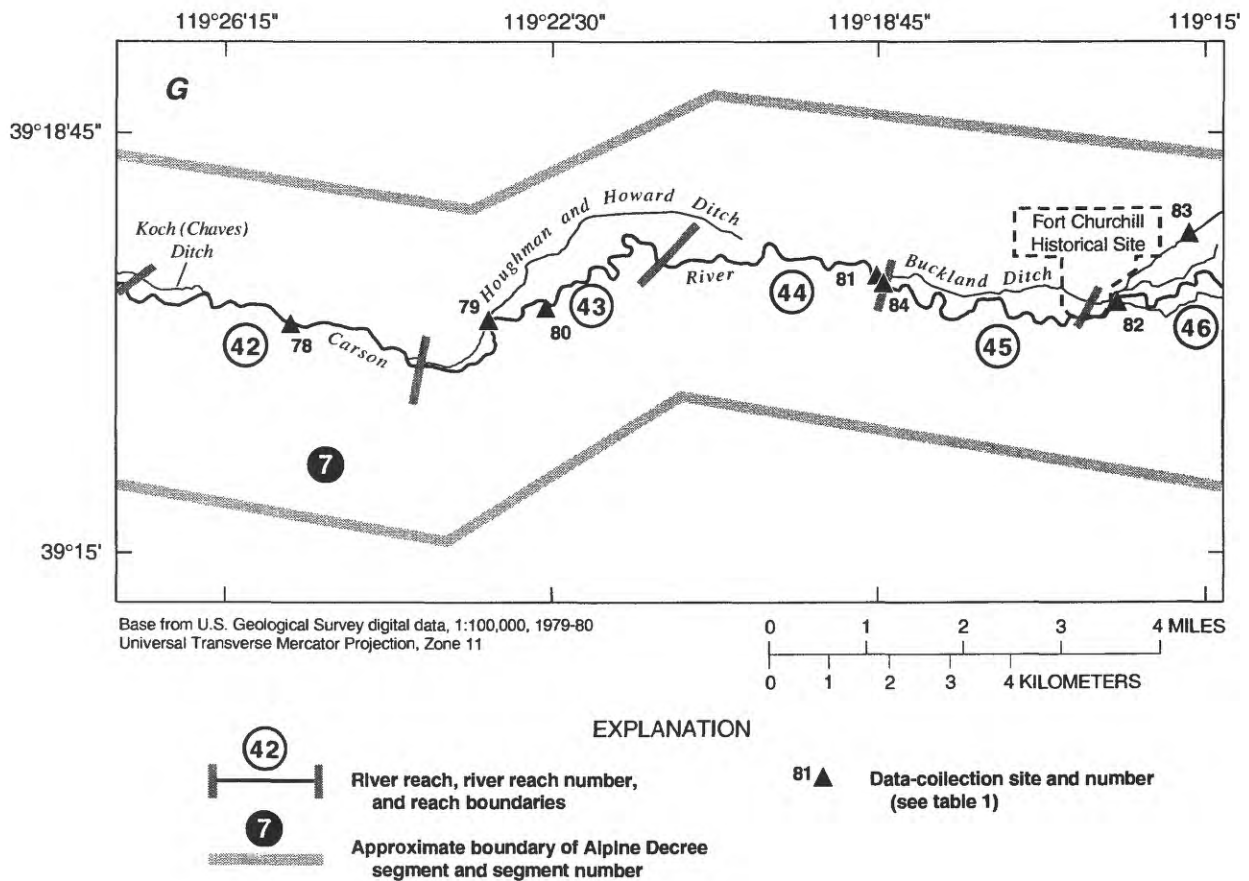 119°26'15" 119°22'30" 119°18'45" 119°15'
G
39°18'45"
Koch (Chaves)
Ditch
Houghman and Howard Ditch
Fort Churchill
Historical Site
83
River
44
81
84
Buckland Ditch
79
80
43
42
78
Carson
45
82
46
7
39°15'
Base from U.S. Geological Survey digital data, 1:100,000, 1979-80
Universal Transverse Mercator Projection, Zone 11
0 1 2 3 4 MILES
0 1 2 3 4 KILOMETERS
EXPLANATION
42
River reach, river reach number,
and reach boundaries
81
Data-collection site and number
(see table 1)
7
Approximate boundary of Alpine Decree
segment and segment number